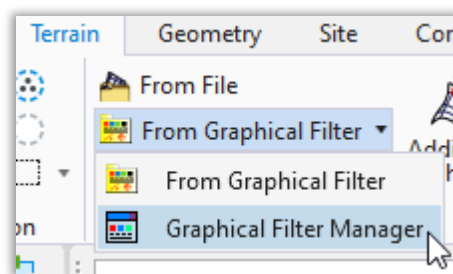 Terrain Geometry Site
From File
From Graphical Filter
From Graphical Filter
Graphical Filter Manager